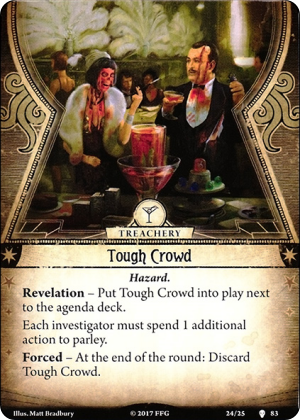 TREACHERY
Tough Crowd
Hazard.
Revelation – Put Tough Crowd into play next
to the agenda deck.
Each investigator must spend 1 additional
action to parley.
Forced – At the end of the round: Discard
Tough Crowd.
Illus. Matt Bradbury © 2017 FFG 24/25 83